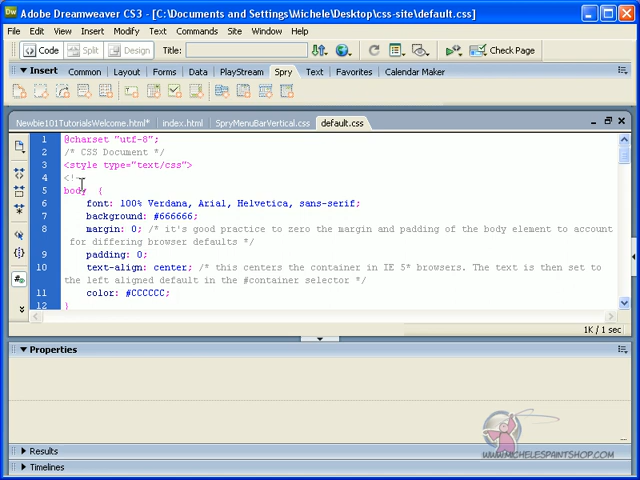 Adobe Dreamweaver CS3 - [C:\Documents and Settings\Michele\Desktop\css-site\default.css]
File Edit View Insert Modify Text Commands Site Window Help
Code Split Design Title: Check Page
Insert Common Layout Forms Data PlayStream Spry Text Favorites Calendar Maker
Newbie101TutorialsWelcome.html* index.html SpryMenuBarVertical.css default.css
1 @charset "utf-8";
2 /* CSS Document */
3 <style type="text/css">
4 <!--
5 body {
6 font: 100% Verdana, Arial, Helvetica, sans-serif;
7 background: #666666;
8 margin: 0; /* it's good practice to zero the margin and padding of the body element to account
for differing browser defaults */
9 padding: 0;
10 text-align: center; /* this centers the container in IE 5* browsers. The text is then set to
the left aligned default in the #container selector */
11 color: #CCCCCC;
12 }
1K / 1 sec
Properties
WWW.MICHELESPAINTSHOP.COM
Results
Timelines